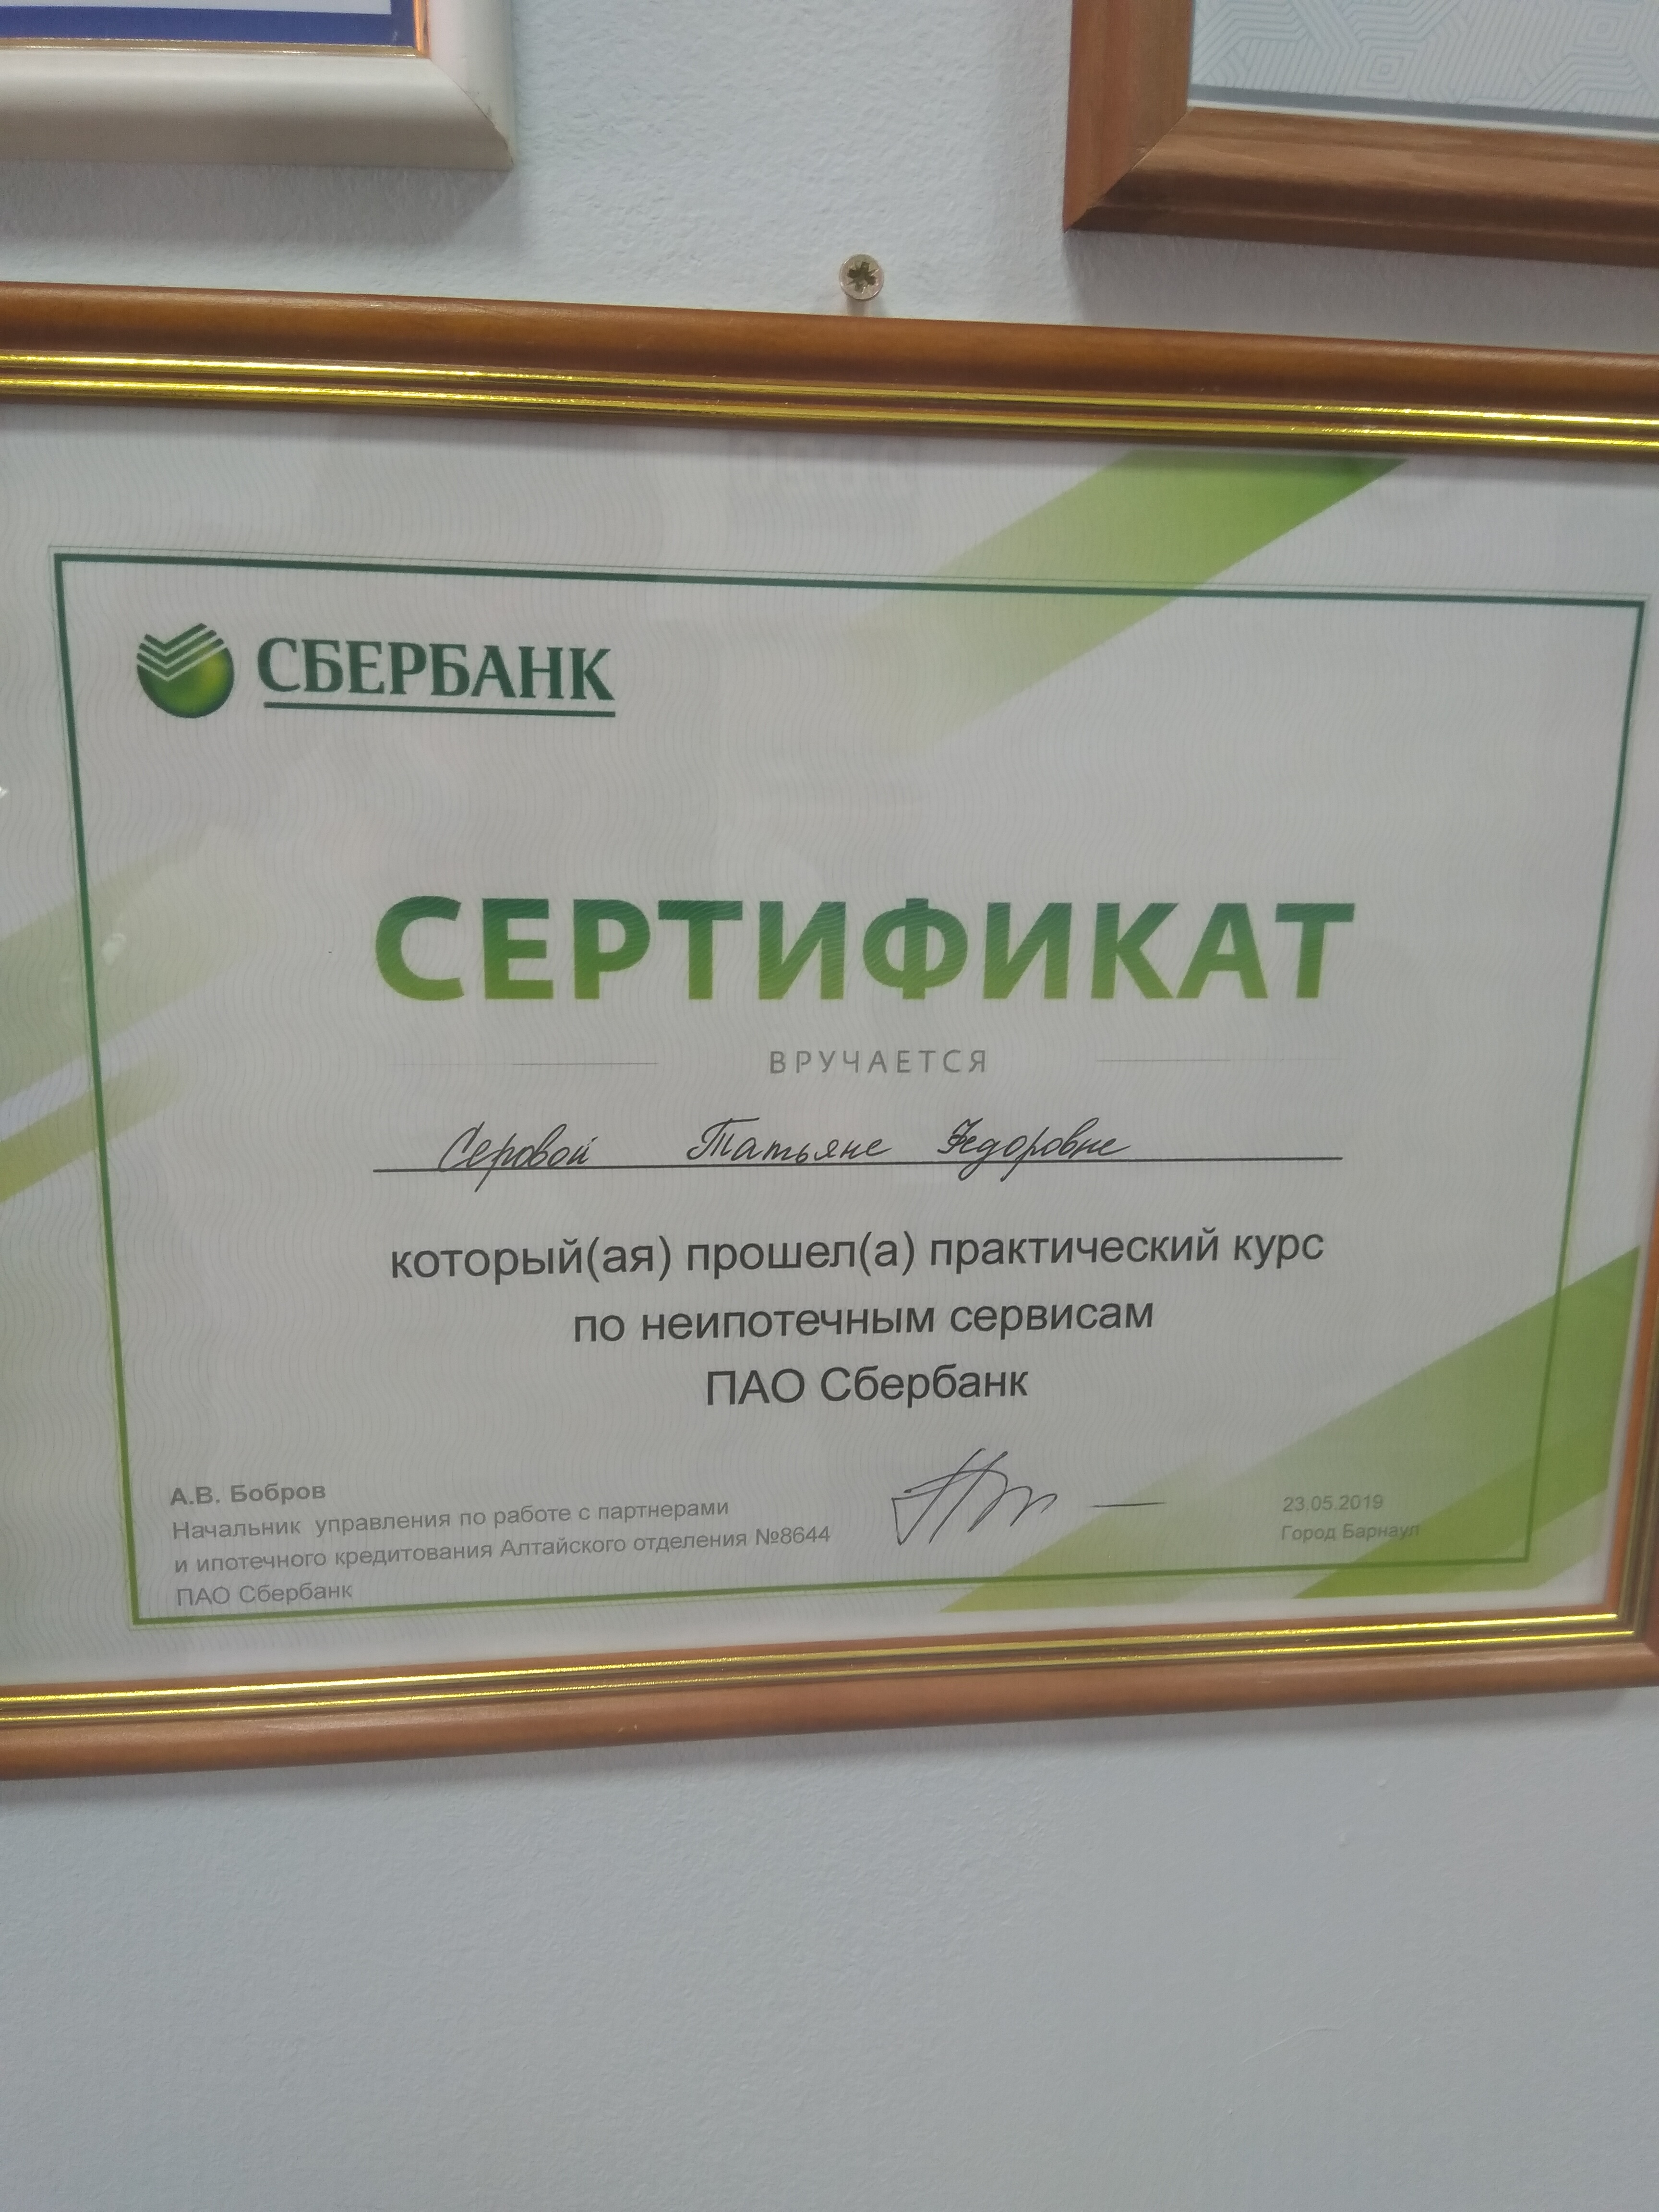 СБЕРБАНК
СЕРТИФИКАТ
ВРУЧАЕТСЯ
Серовой Татьяне Федоровне
который(ая) прошел(а) практический курс
по неипотечным сервисам
ПАО Сбербанк
А.В. Бобров
Начальник управления по работе с партнерами
и ипотечного кредитования Алтайского отделения №8644
ПАО Сбербанк
23.05.2019
Город Барнаул